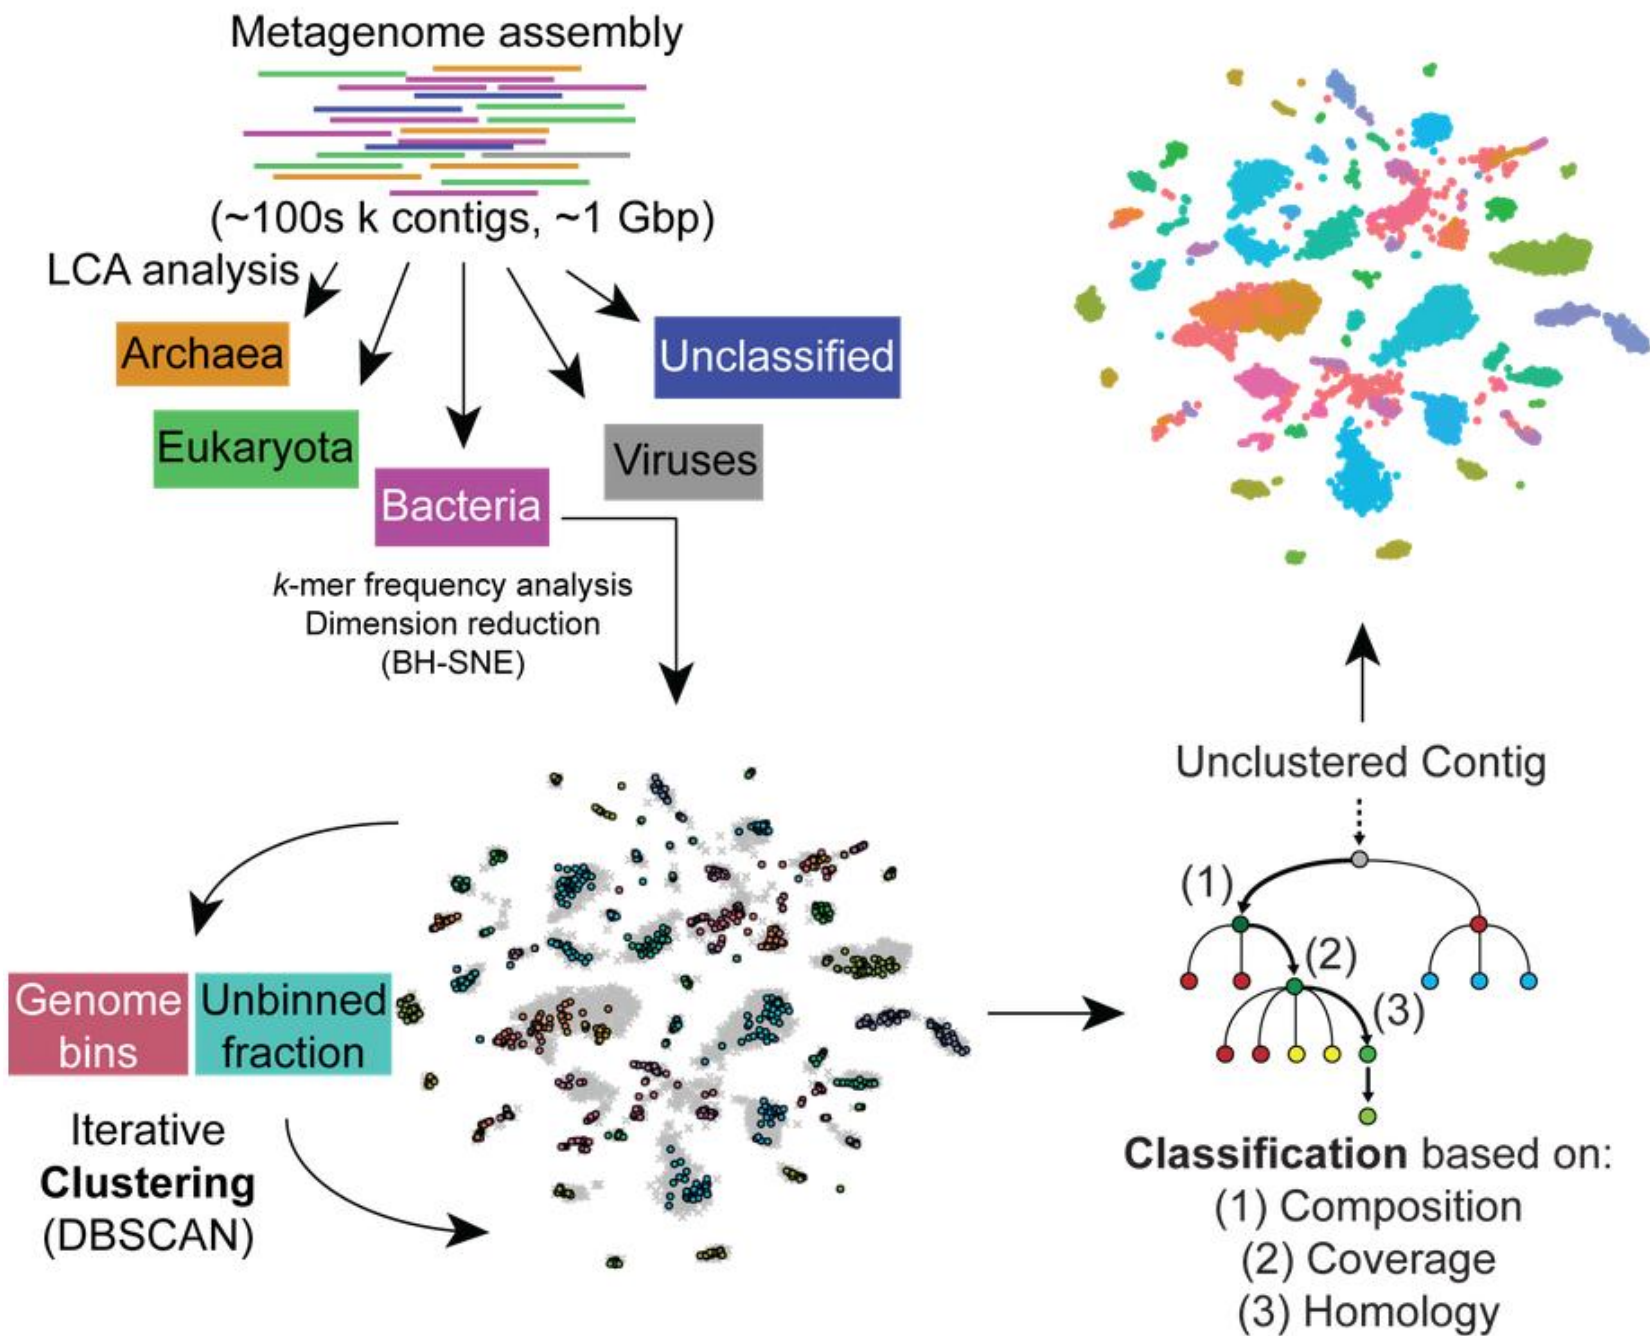 Metagenome assembly
(~100s k contigs, ~1 Gbp)
LCA analysis
Archaea
Unclassified
Eukaryota
Viruses
Bacteria
k-mer frequency analysis
Dimension reduction
(BH-SNE)
Genome
bins
Unbinned
fraction
Iterative
Clustering
(DBSCAN)
Unclustered Contig
(1)
(2)
(3)
Classification based on:
(1) Composition
(2) Coverage
(3) Homology